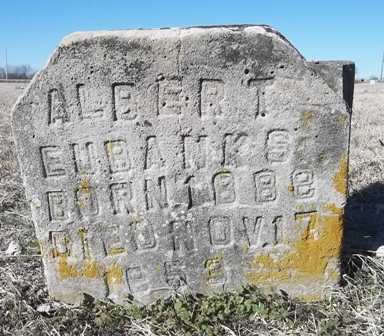 ALBERT
EUBANKS
BORN 1888
DIED NOV. 17